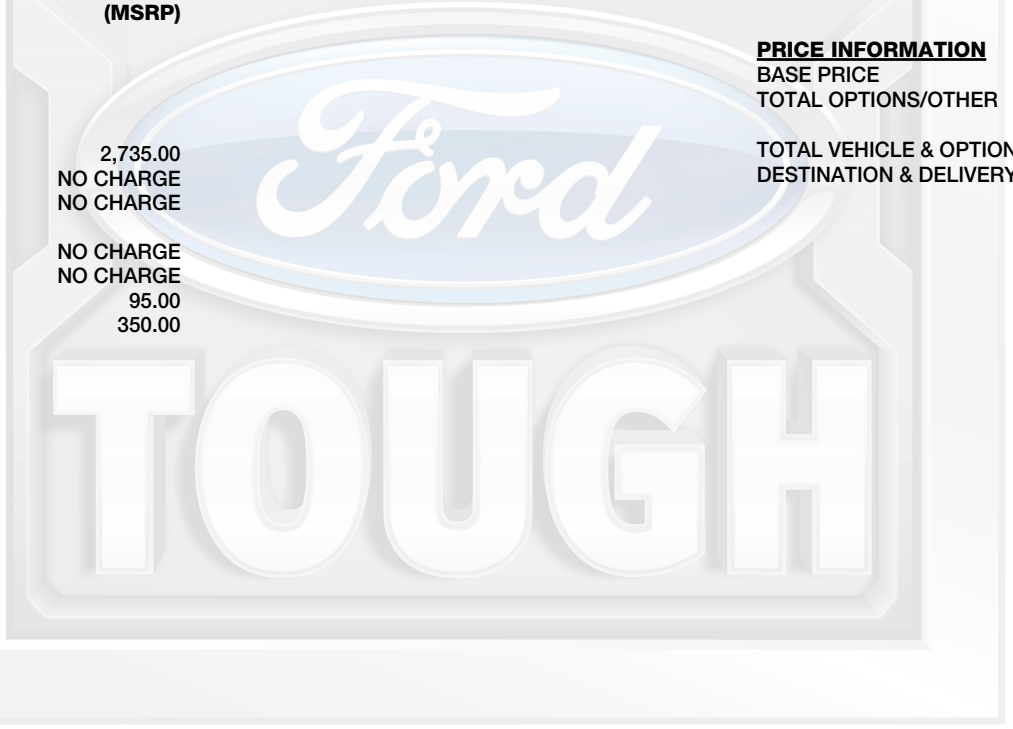 (MSRP)
2,735.00
NO CHARGE
NO CHARGE
NO CHARGE
NO CHARGE
95.00
350.00
PRICE INFORMATION
BASE PRICE
TOTAL OPTIONS/OTHER
TOTAL VEHICLE & OPTION
DESTINATION & DELIVERY
Ford
TOUGH